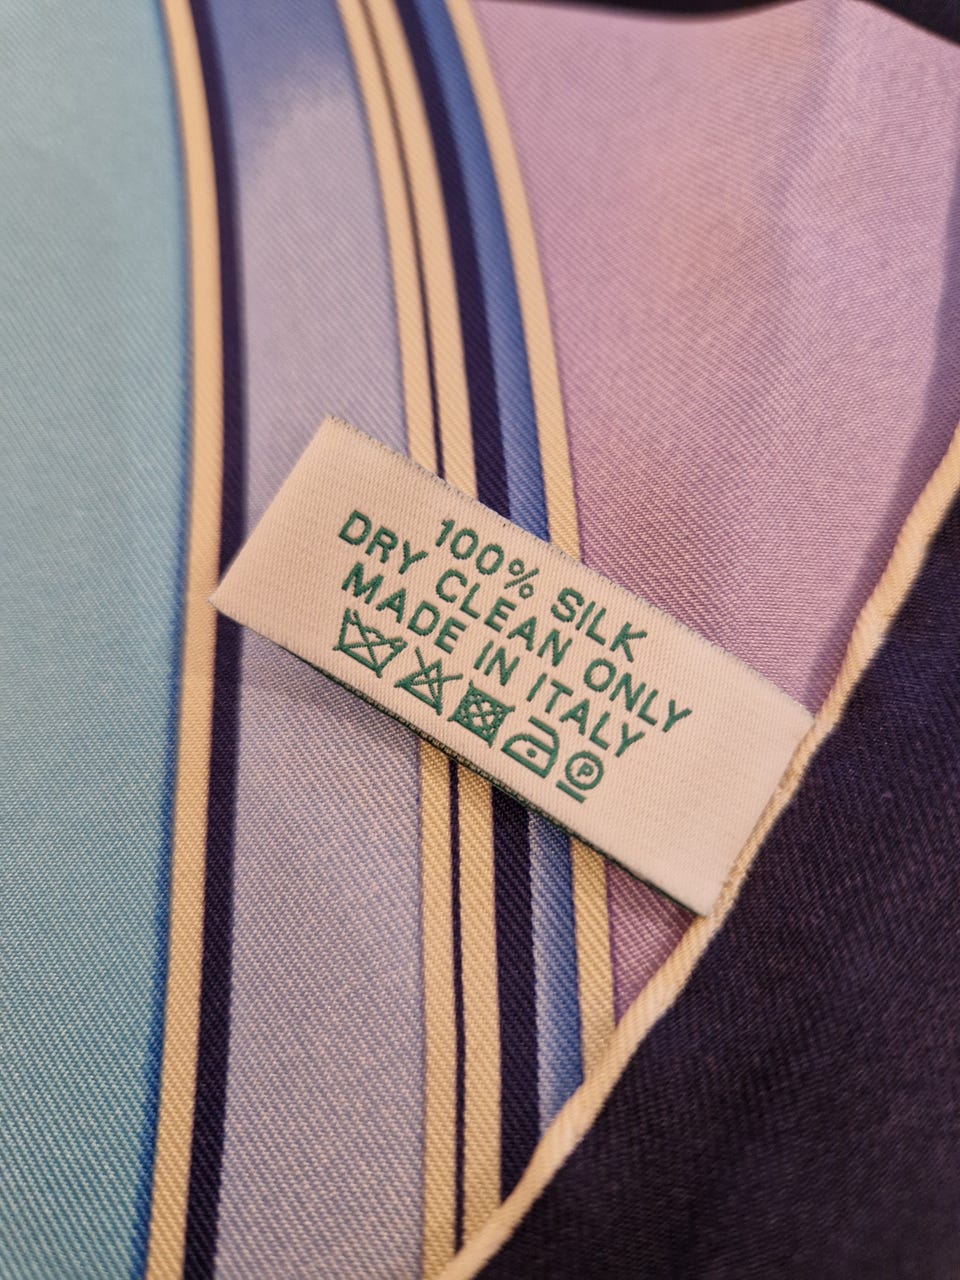 100% SILK
DRY CLEAN ONLY
MADE IN ITALY
P